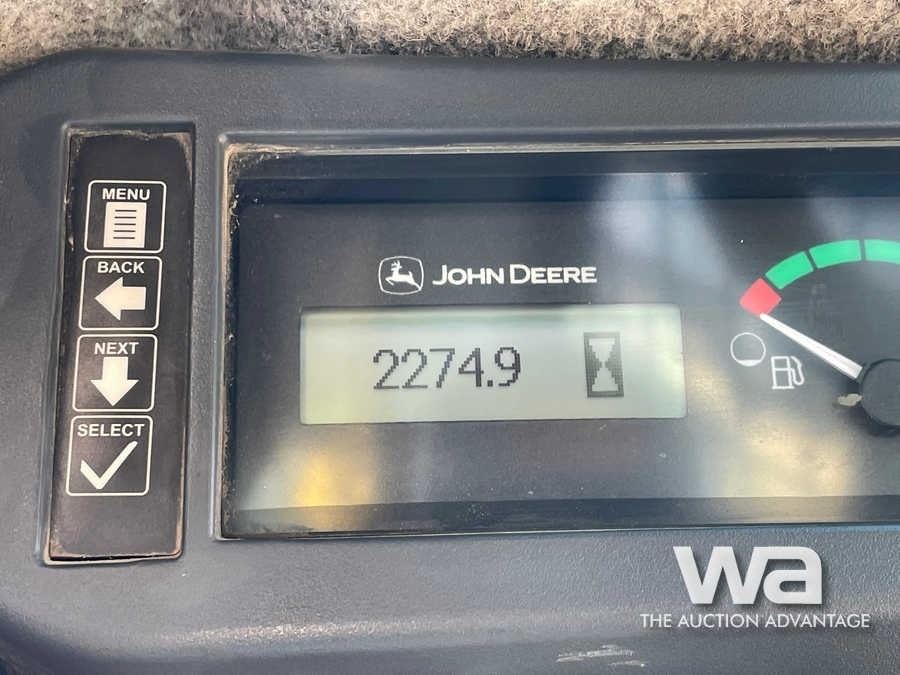 MENU
BACK
NEXT
SELECT
JOHN DEERE
2274.9
wa
THE AUCTION ADVANTAGE